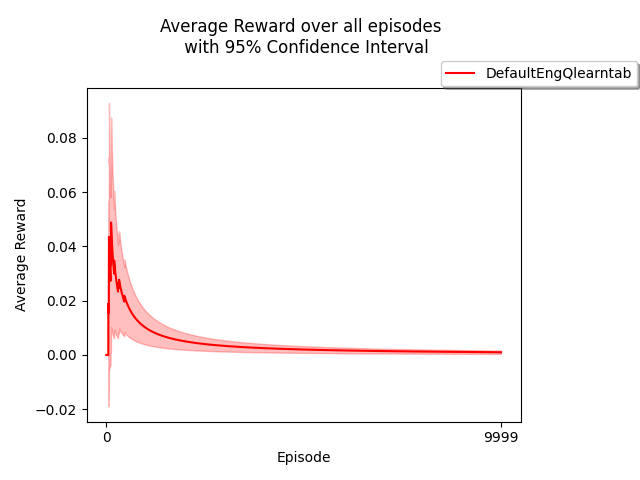 Average Reward over all episodes
with 95% Confidence Interval
DefaultEngQlearntab
0.08
0.06
0.04
0.02
0.00
−0.02
Average Reward
0
9999
Episode